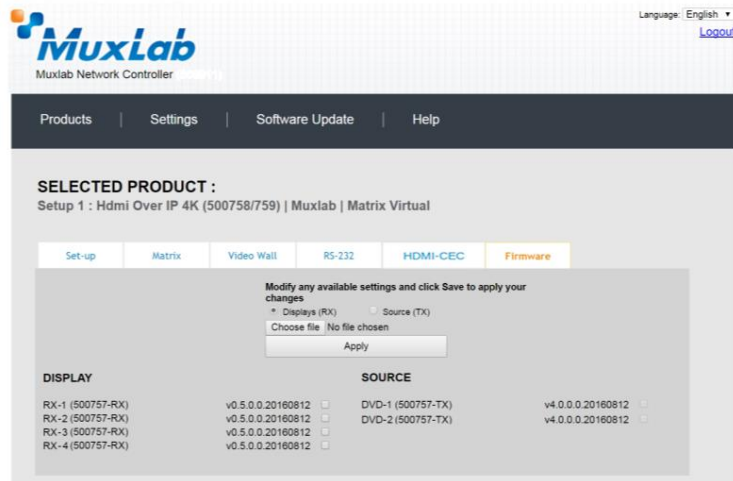 Language: English
Logout
MuxLab
Muxlab Network Controller
Products | Settings | Software Update | Help
SELECTED PRODUCT :
Setup 1 : Hdmi Over IP 4K (500758/759) | Muxlab | Matrix Virtual
Set-up Matrix Video Wall RS-232 HDMI-CEC Firmware
Modify any available settings and click Save to apply your
changes
Displays (RX) Source (TX)
Choose file No file chosen
Apply
DISPLAY SOURCE
RX-1 (500757-RX) v0.5.0.0.20160812 DVD-1 (500757-TX) v4.0.0.0.20160812
RX-2 (500757-RX) v0.5.0.0.20160812 DVD-2 (500757-TX) v4.0.0.0.20160812
RX-3 (500757-RX) v0.5.0.0.20160812
RX-4 (500757-RX) v0.5.0.0.20160812